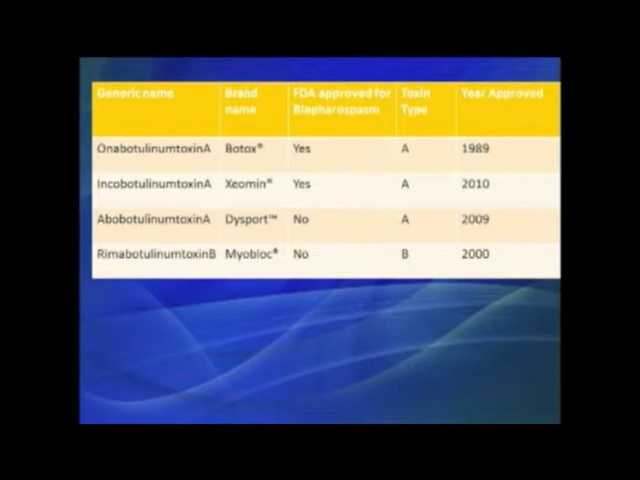 Generic name Brand name FDA approved for Blepharospasm Toxin Type Year Approved
OnabotulinumtoxinA Botox® Yes A 1989
IncobotulinumtoxinA Xeomin® Yes A 2010
AbobotulinumtoxinA Dysport™ No A 2009
RimabotulinumtoxinB Myobloc® No B 2000